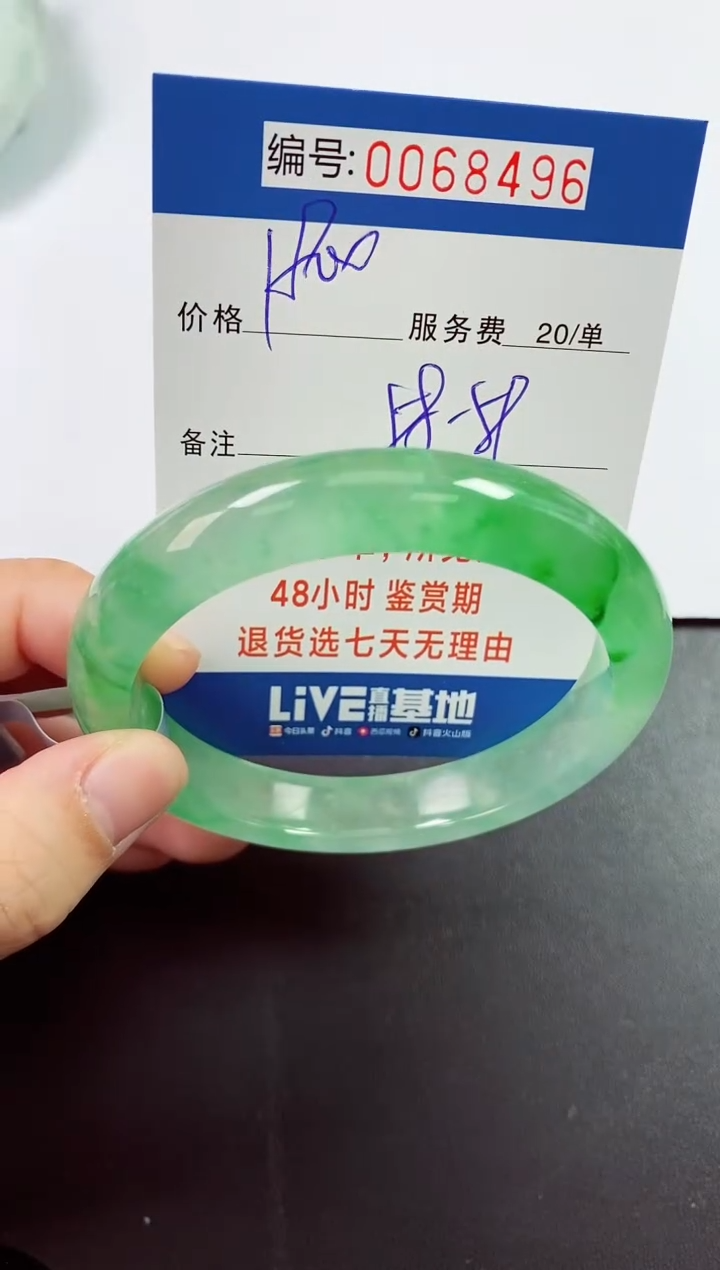 编号:0068496
价格 服务费 20/单
备注
48小时 鉴赏期
退货选七天无理由
LiVE直播基地
今日头条 抖音 西瓜视频 抖音火山版